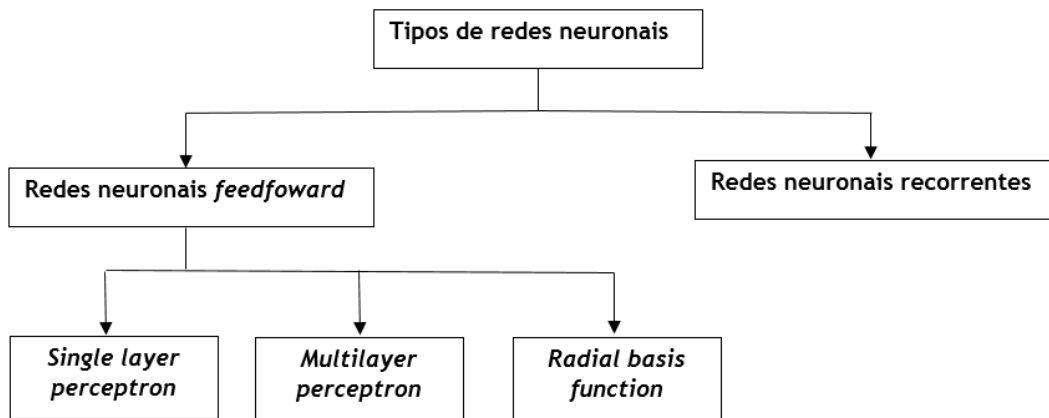 Tipos de redes neuronais
Redes neuronais feedfoward
Redes neuronais recorrentes
Single layer
perceptron
Multilayer
perceptron
Radial basis
function